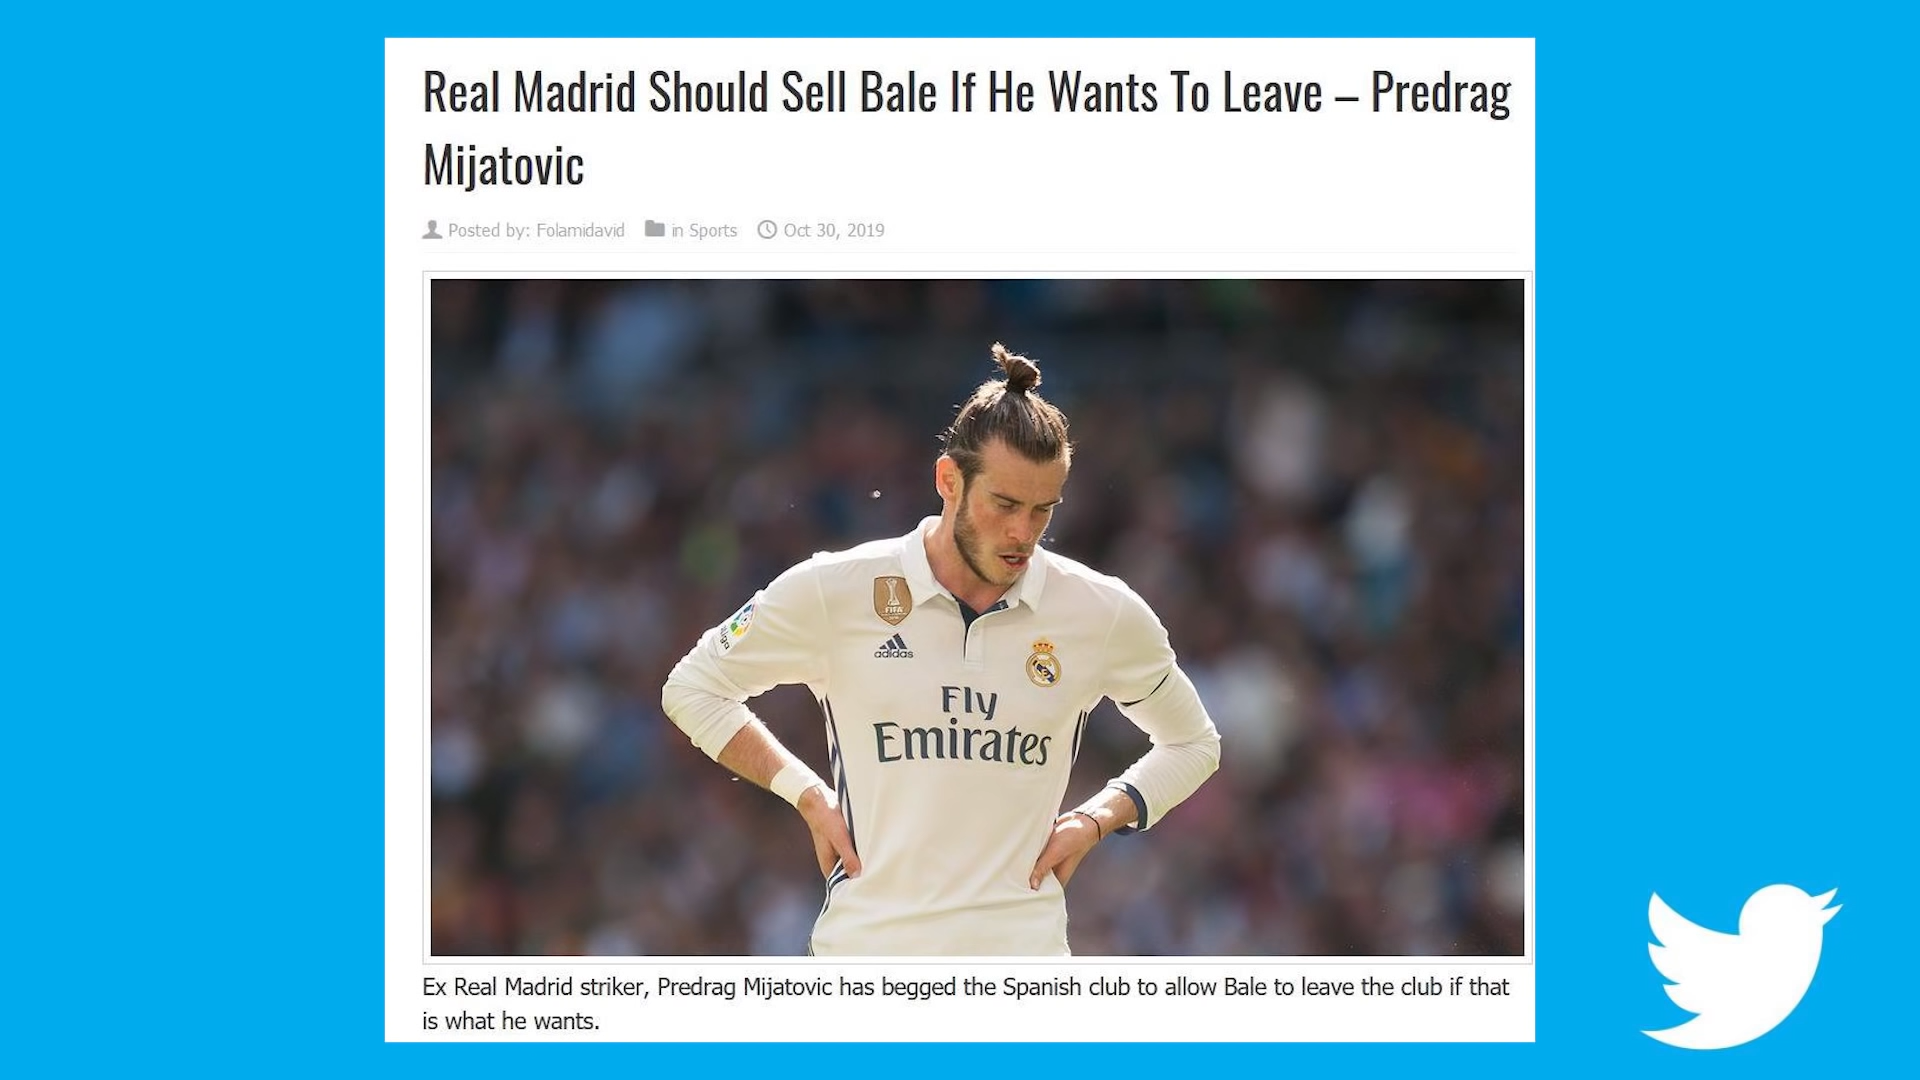 Real Madrid Should Sell Bale If He Wants To Leave – Predrag
Mijatovic
Posted by: Folamidavid in Sports Oct 30, 2019
FIFA
adidas
Fly
Emirates
Ex Real Madrid striker, Predrag Mijatovic has begged the Spanish club to allow Bale to leave the club if that
is what he wants.